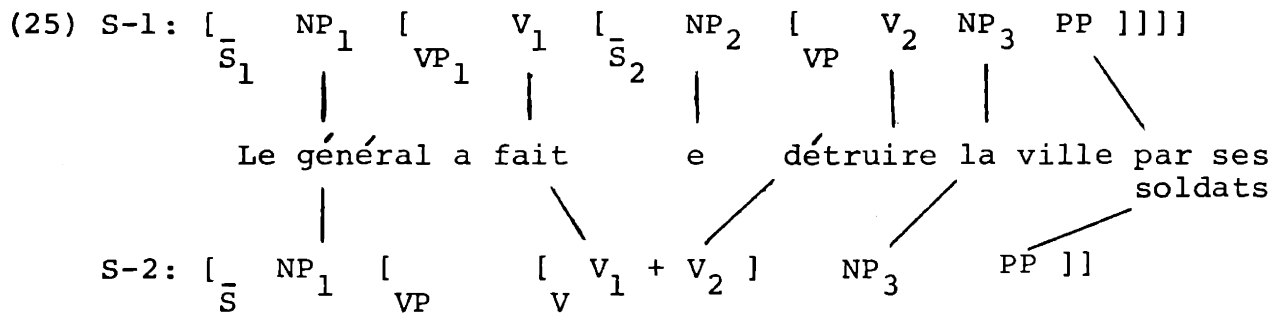 (25) S-1: [ NP₁ [ V₁ [ NP₂ [ V₂ NP₃ PP ]]]]
S̄₁ VP₁ S̄₂ VP
Le général a fait e détruire la ville par ses
soldats
S-2: [ NP₁ [ [ V₁ + V₂ ] NP₃ PP ]]
S̄ VP V